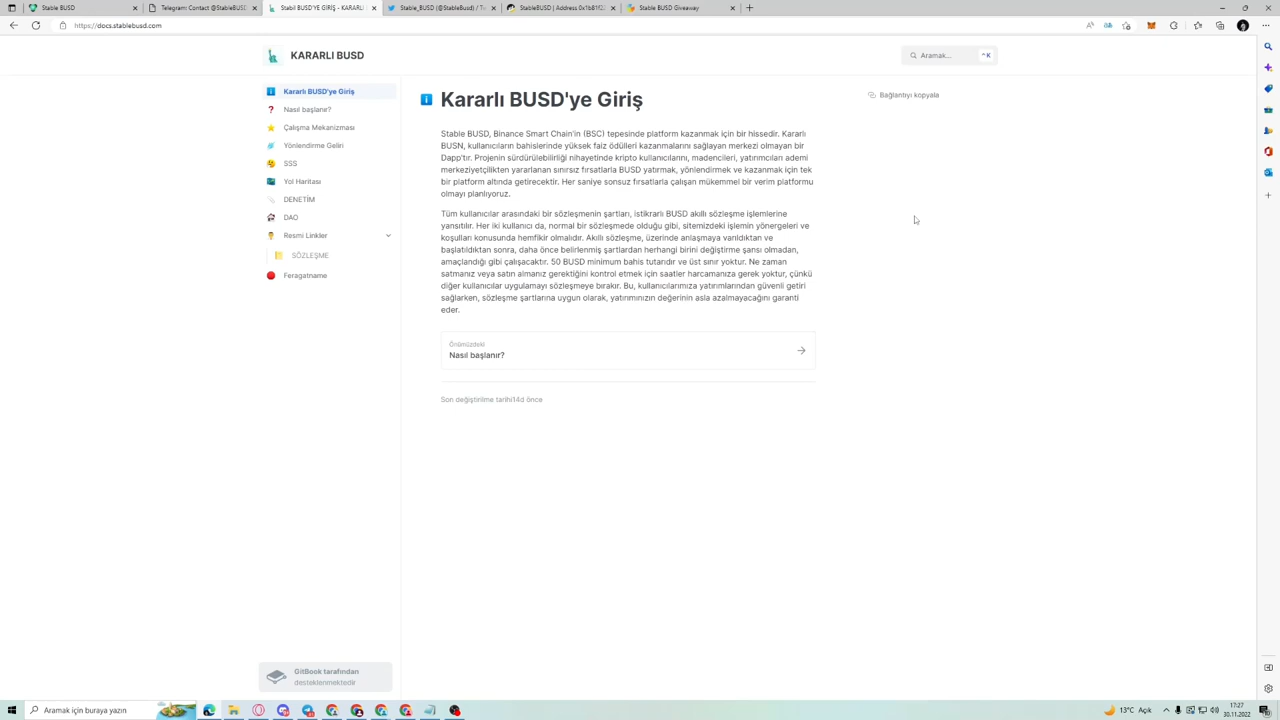 Stable BUSD
Telegram: Contact @StableBUSD
Stabil BUSD'YE GİRİŞ - KARARLI
Stable_BUSD (@StableBusd) / Tw
StableBUSD | Address 0x1b81f2
Stable BUSD Giveaway
https://docs.stablebusd.com
KARARLI BUSD
Aramak...
^K
Kararlı BUSD'ye Giriş
Nasıl başlanır?
Çalışma Mekanizması
Yönlendirme Geliri
SSS
Yol Haritası
DENETİM
DAO
Resmi Linkler
SÖZLEŞME
Feragatname
Kararlı BUSD'ye Giriş
Bağlantıyı kopyala
Stable BUSD, Binance Smart Chain'in (BSC) tepesinde platform kazanmak için bir hissedir. Kararlı
BUSN, kullanıcıların bahislerinde yüksek faiz ödülleri kazanmalarını sağlayan merkezi olmayan bir
Dapp'tır. Projenin sürdürülebilirliği nihayetinde kripto kullanıcılarını, madencileri, yatırımcıları ademi
merkeziyetçilikten yararlanan sınırsız fırsatlarla BUSD yatırmak, yönlendirmek ve kazanmak için tek
bir platform altında getirecektir. Her saniye sonsuz fırsatlarla çalışan mükemmel bir verim platformu
olmayı planlıyoruz.
Tüm kullanıcılar arasındaki bir sözleşmenin şartları, istikrarlı BUSD akıllı sözleşme işlemlerine
yansıtılır. Her iki kullanıcı da, normal bir sözleşmede olduğu gibi, sitemizdeki işlemin yönergeleri ve
koşulları konusunda hemfikir olmalıdır. Akıllı sözleşme, üzerinde anlaşmaya varıldıktan ve
başlatıldıktan sonra, daha önce belirlenmiş şartlardan herhangi birini değiştirme şansı olmadan,
amaçlandığı gibi çalışacaktır. 50 BUSD minimum bahis tutarıdır ve üst sınır yoktur. Ne zaman
satmanız veya satın almanız gerektiğini kontrol etmek için saatler harcamanıza gerek yoktur, çünkü
diğer kullanıcılar uygulamayı sözleşmeye bırakır. Bu, kullanıcılarımıza yatırımlarından güvenli getiri
sağlarken, sözleşme şartlarına uygun olarak, yatırımınızın değerinin asla azalmayacağını garanti
eder.
Önümüzdeki
Nasıl başlanır?
Son değiştirilme tarihi14d önce
GitBook tarafından
desteklenmektedir
Aramak için buraya yazın
13°C Açık
17:27
30.11.2022